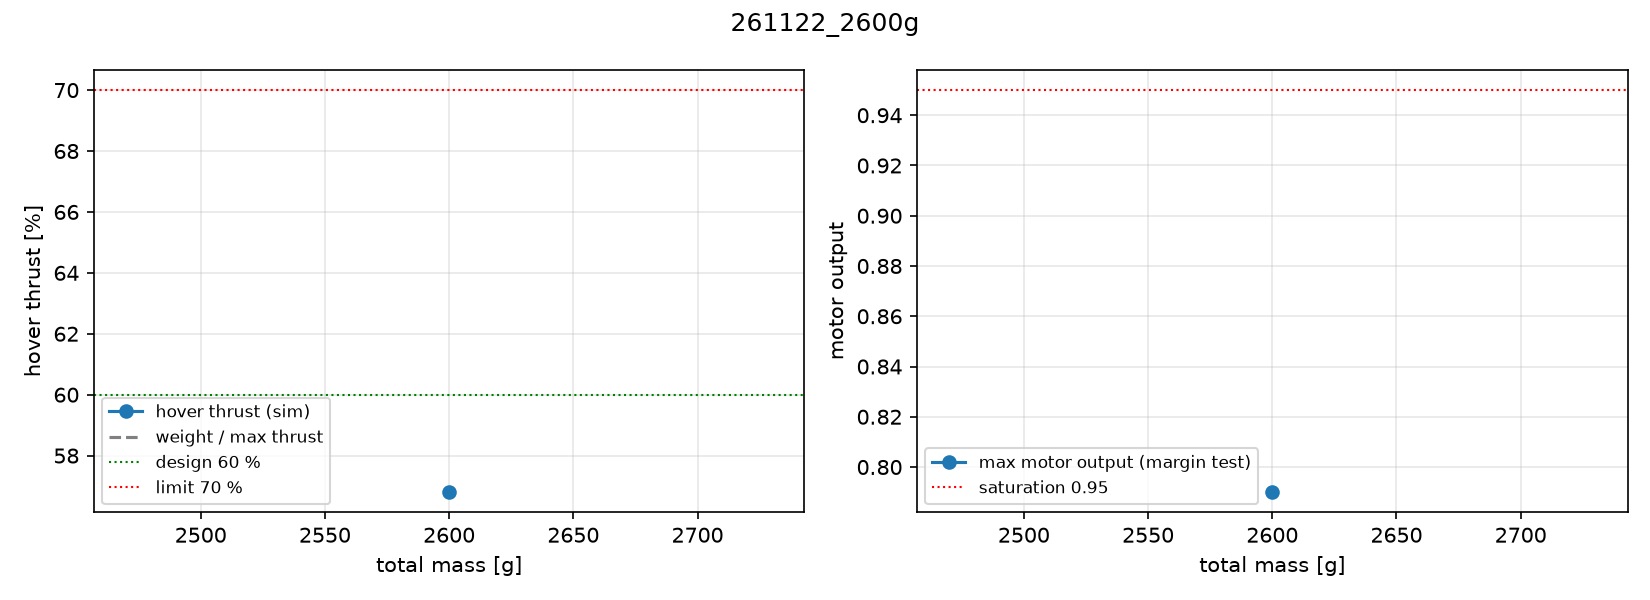 261122_2600g
hover thrust [%]
70
68
66
64
62
60
58
hover thrust (sim)
weight / max thrust
design 60 %
limit 70 %
2500 2550 2600 2650 2700
total mass [g]
motor output
0.94
0.92
0.90
0.88
0.86
0.84
0.82
0.80
max motor output (margin test)
saturation 0.95
2500 2550 2600 2650 2700
total mass [g]